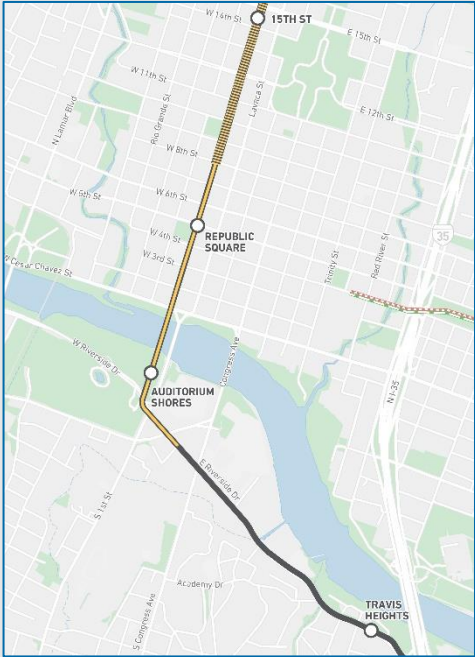 W 16th St
15TH ST
E 15th St
W 11th St
Lavaca St
N Lamar Blvd
Rio Grande St
E 12th St
W 8th St
W 6th St
W 5th St
35
W 4th St
REPUBLIC
SQUARE
Trinity St
Red River St
W 3rd St
W Cesar Chavez St
N I-35
W Riverside Dr
Congress Ave
AUDITORIUM
SHORES
E Riverside Dr
S 1st St
Academy Dr
S Congress Ave
TRAVIS
HEIGHTS